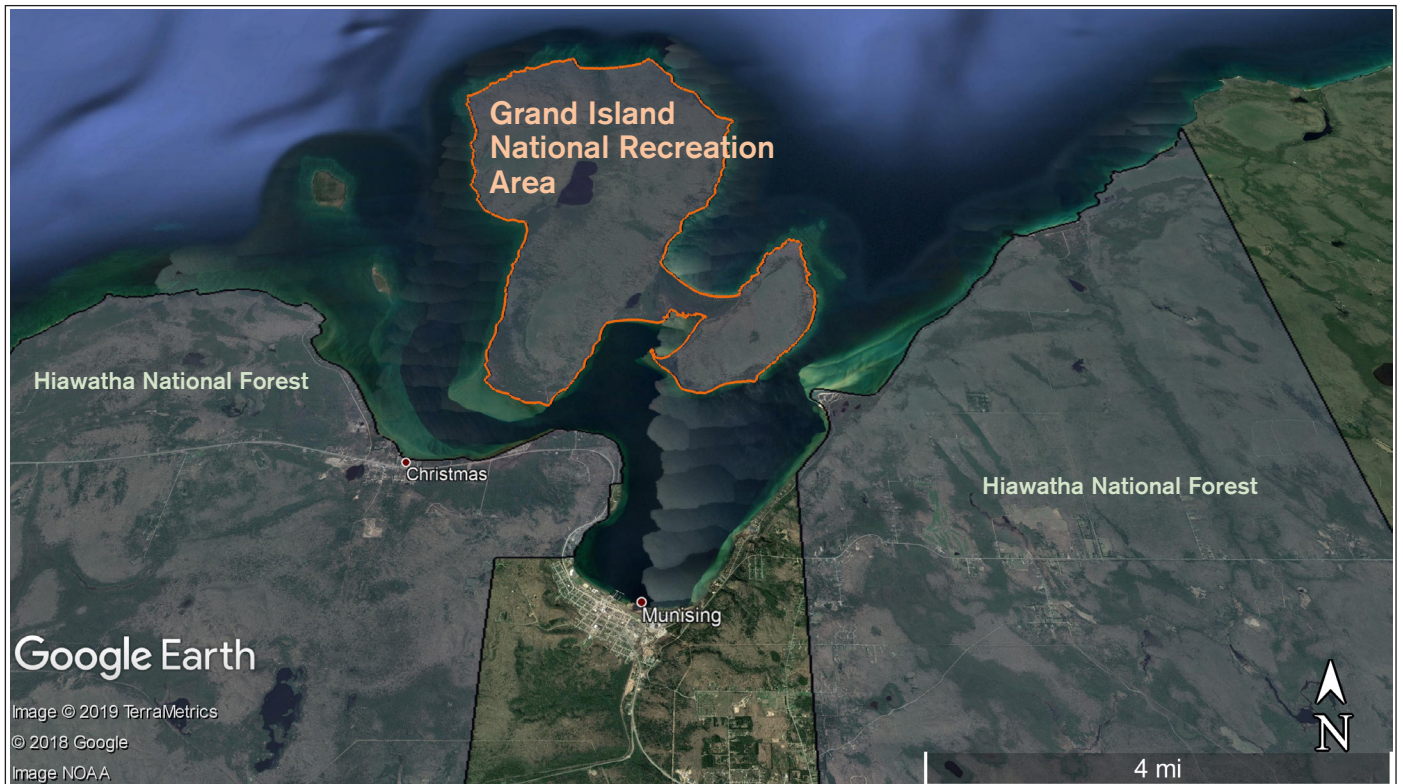 Grand Island
National Recreation
Area
Hiawatha National Forest
Christmas
Hiawatha National Forest
Munising
Google Earth
Image © 2019 TerraMetrics
© 2018 Google
Image NOAA
N
4 mi